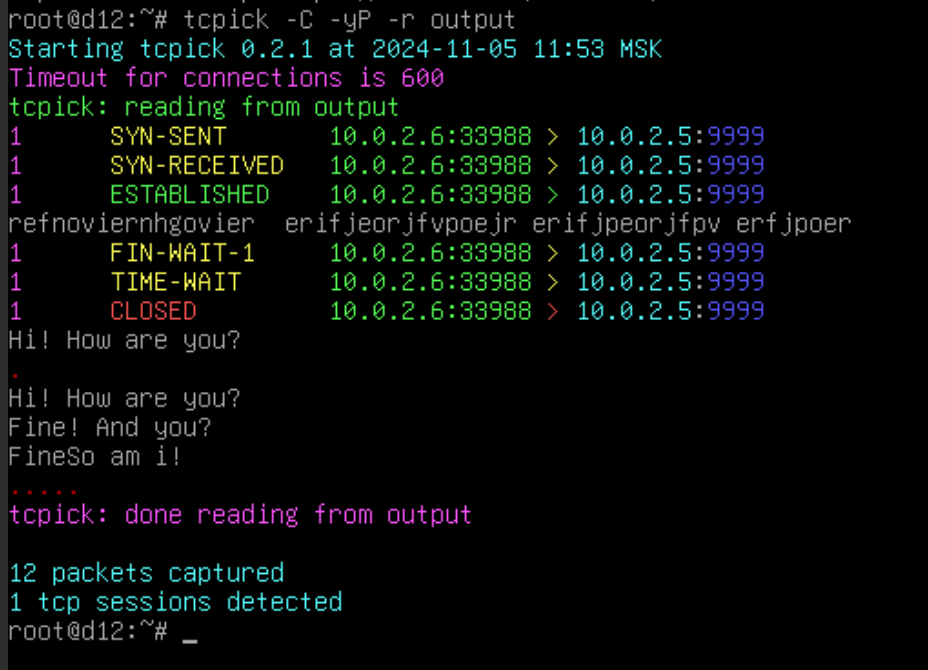 root@d12:~# tcpick -C -yP -r output
Starting tcpick 0.2.1 at 2024-11-05 11:53 MSK
Timeout for connections is 600
tcpick: reading from output
1      SYN-SENT       10.0.2.6:33988 > 10.0.2.5:9999
1      SYN-RECEIVED   10.0.2.6:33988 > 10.0.2.5:9999
1      ESTABLISHED    10.0.2.6:33988 > 10.0.2.5:9999
refnoviernhgovier  erifjeorjfvpoejr erifjpeorjfpv erfjpoer
1      FIN-WAIT-1     10.0.2.6:33988 > 10.0.2.5:9999
1      TIME-WAIT      10.0.2.6:33988 > 10.0.2.5:9999
1      CLOSED         10.0.2.6:33988 > 10.0.2.5:9999
Hi! How are you?
.
Hi! How are you?
Fine! And you?
FineSo am i!
.....
tcpick: done reading from output
12 packets captured
1 tcp sessions detected
root@d12:~# _